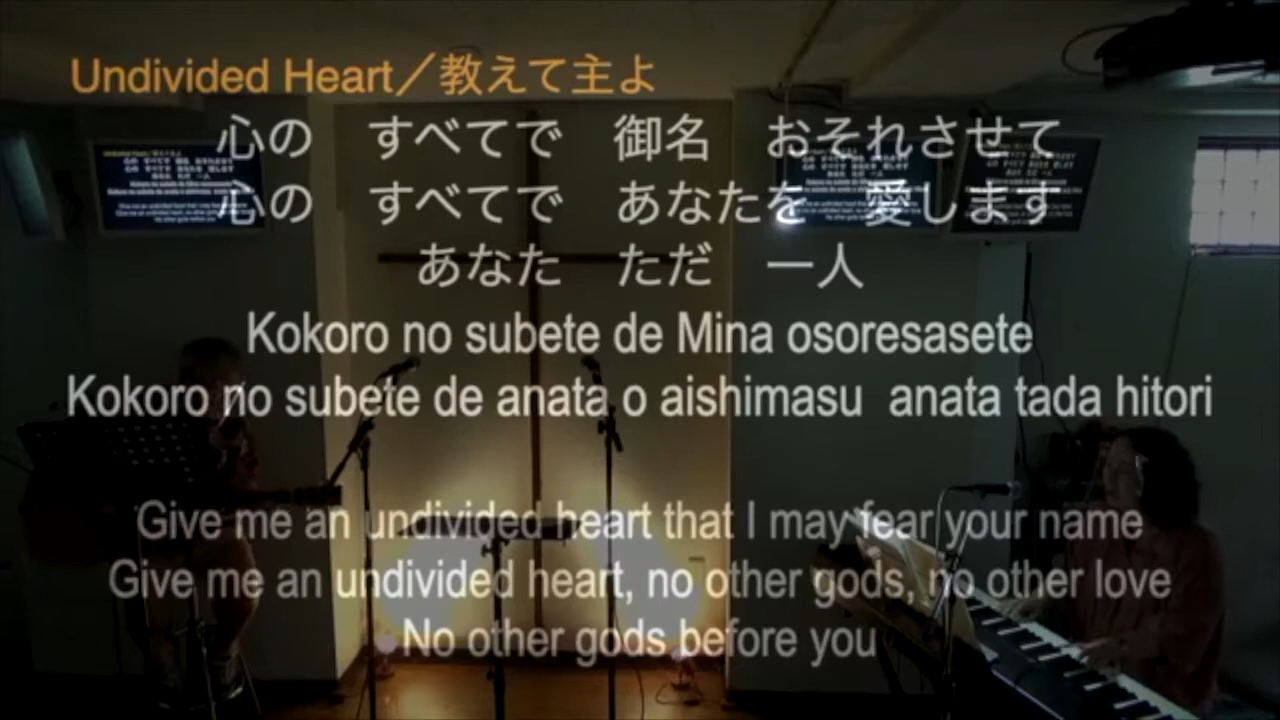 Undivided Heart／教えて主よ
心の　すべてで　御名　おそれさせて
心の　すべてで　あなたを　愛します
あなた　ただ　一人
Kokoro no subete de Mina osoresasete
Kokoro no subete de anata o aishimasu anata tada hitori
Give me an undivided heart that I may fear your name
Give me an undivided heart, no other gods, no other love
No other gods before you